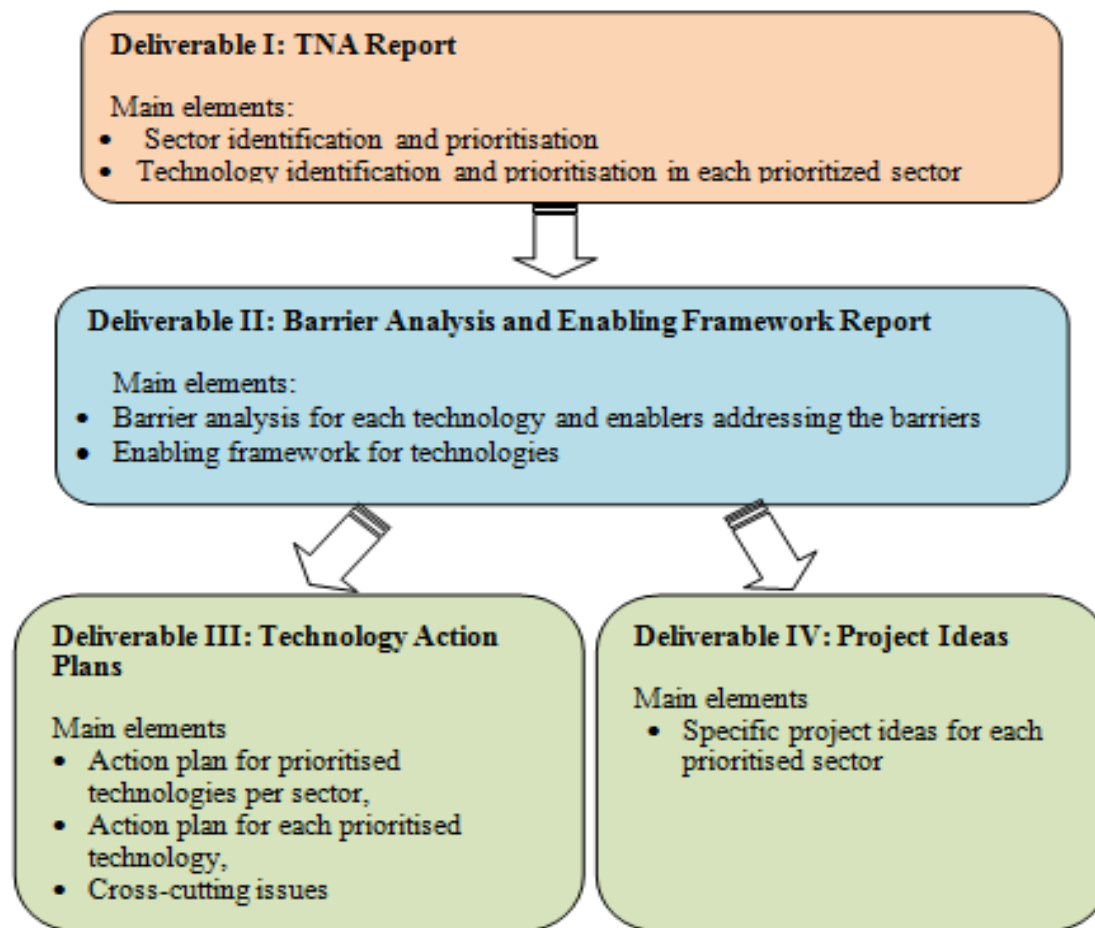 Deliverable I: TNA Report
Main elements:
• Sector identification and prioritisation
• Technology identification and prioritisation in each prioritized sector
Deliverable II: Barrier Analysis and Enabling Framework Report
Main elements:
• Barrier analysis for each technology and enablers addressing the barriers
• Enabling framework for technologies
Deliverable III: Technology Action
Plans
Main elements
• Action plan for prioritised
technologies per sector,
• Action plan for each prioritised
technology,
• Cross-cutting issues
Deliverable IV: Project Ideas
Main elements
• Specific project ideas for each
prioritised sector